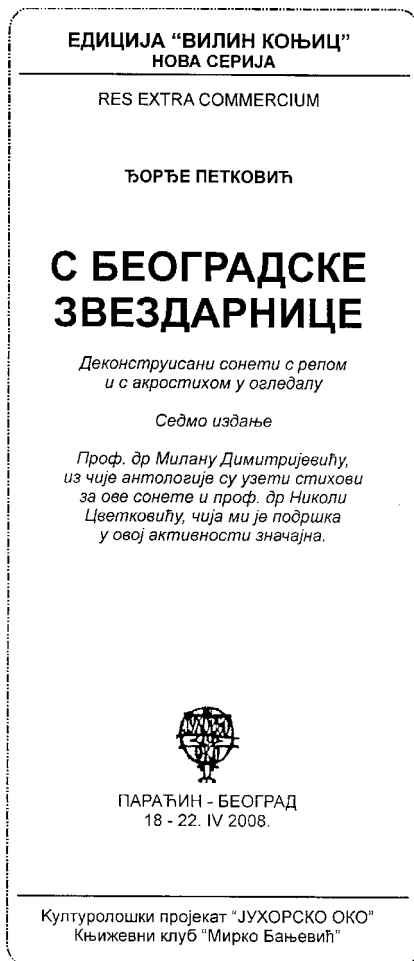 ЕДИЦИЈА "ВИЛИН КОЊИЦ"
НОВА СЕРИЈА
RES EXTRA COMMERCIUM
ЂОРЂЕ ПЕТКОВИЋ
С БЕОГРАДСКЕ
ЗВЕЗДАРНИЦЕ
Деконструисани сонети с репом
и с акростихом у огледалу
Седмо издање
Проф. др Милану Димитријевићу,
из чије антологије су узети стихови
за ове сонете и проф. др Николи
Цветковићу, чија ми је подршка
у овој активности значајна.
ПАРАЋИН - БЕОГРАД
18 - 22. IV 2008.
Културолошки пројекат "ЈУХОРСКО ОКО"
Књижевни клуб "Мирко Бањевић"